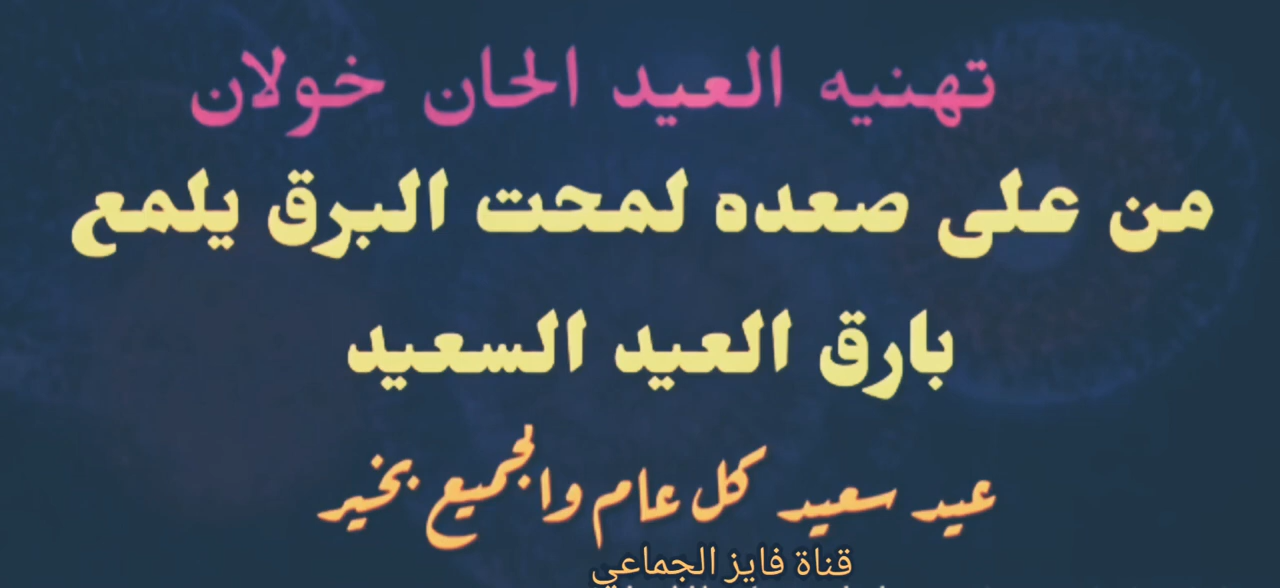 تهنيه العيد الحان خولان
من على صعده لمحت البرق يلمع
بارق العيد السعيد
عيد سعيد كل عام والجميع بخير
قناة فايز الجماعي